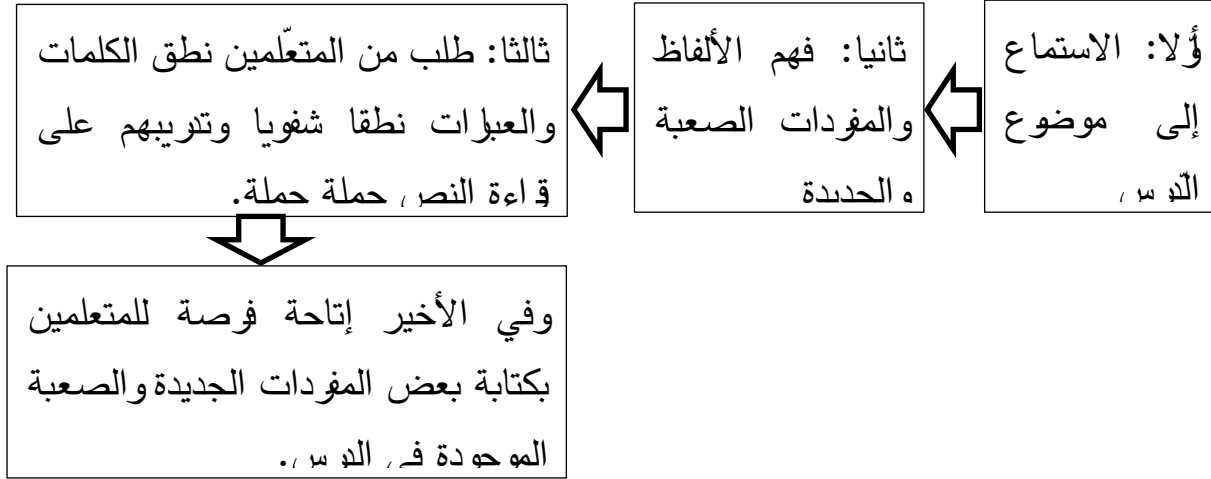 أولا: الاستماع
إلى موضوع
الدّرس
ثانيا: فهم الألفاظ
والمفردات الصعبة
والجديدة
ثالثا: طلب من المتعلّمين نطق الكلمات
والعبارات نطقا شفويا وتدريبهم على
قراءة النص جملة جملة.
وفي الأخير إتاحة فرصة للمتعلمين
بكتابة بعض المفردات الجديدة والصعبة
الموجودة في الدرس.